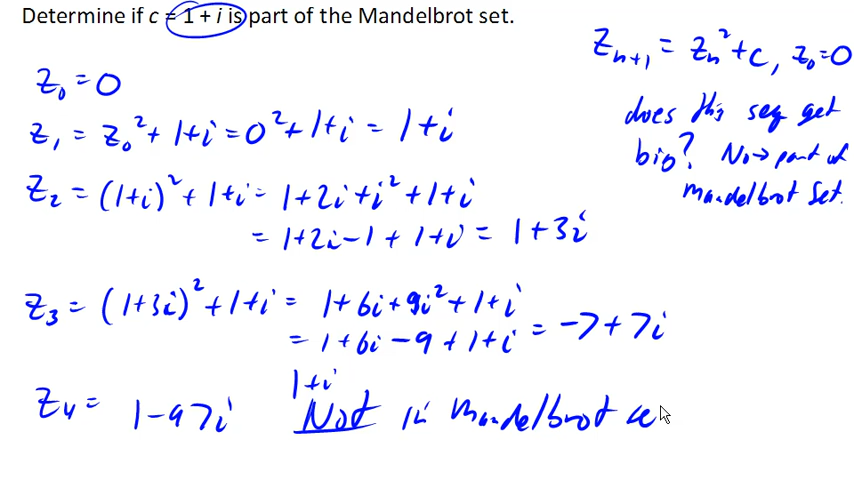 Determine if c = 1 + i is part of the Mandelbrot set.
Zₙ₊₁ = Zₙ² + c, Z₀=0
does this seq get
big? No → part of
mandelbrot set.
Z₀ = 0
Z₁ = Z₀² + 1+i = 0² + 1+i = 1+i
Z₂ = (1+i)² + 1+i = 1+2i+i² + 1+i
= 1+2i-1 + 1+i = 1+3i
Z₃ = (1+3i)² + 1+i = 1+6i+9i² + 1+i
= 1+6i-9+1+i = -7+7i
Z₄ = 1-97i
1+i
Not in mandelbrot se